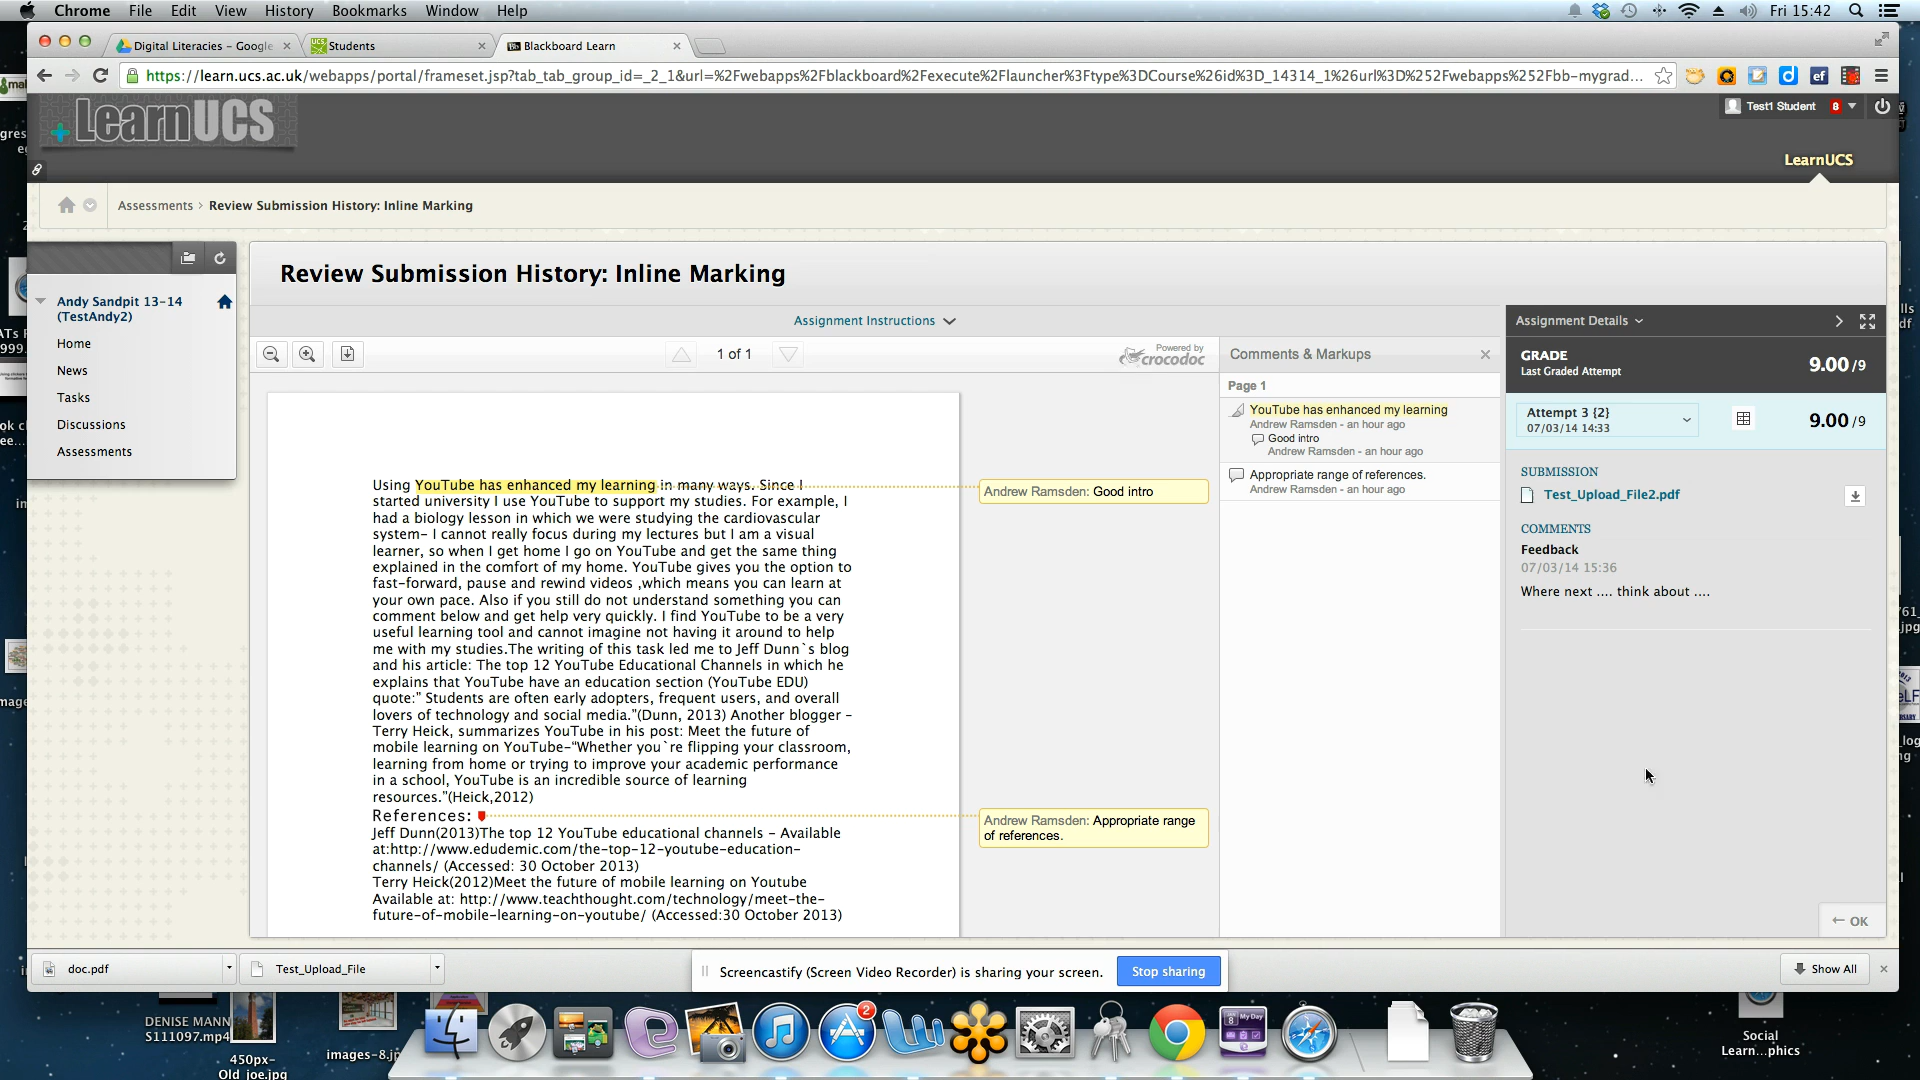 Chrome File Edit View History Bookmarks Window Help
Fri 15:42
Digital Literacies – Google
Students
Blackboard Learn
https://learn.ucs.ac.uk/webapps/portal/frameset.jsp?tab_tab_group_id=_2_1&url=%2Fwebapps%2Fblackboard%2Fexecute%2Flauncher%3Ftype%3DCourse%26id%3D_14314_1%26url%3D%252Fwebapps%252Fbb-mygrad...
LearnUCS
Test1 Student 8
LearnUCS
Assessments > Review Submission History: Inline Marking
Andy Sandpit 13-14
(TestAndy2)
Home
News
Tasks
Discussions
Assessments
Review Submission History: Inline Marking
Assignment Instructions
1 of 1
Powered by
crocodoc
Using YouTube has enhanced my learning in many ways. Since I
started university I use YouTube to support my studies. For example, I
had a biology lesson in which we were studying the cardiovascular
system- I cannot really focus during my lectures but I am a visual
learner, so when I get home I go on YouTube and get the same thing
explained in the comfort of my home. YouTube gives you the option to
fast-forward, pause and rewind videos ,which means you can learn at
your own pace. Also if you still do not understand something you can
comment below and get help very quickly. I find YouTube to be a very
useful learning tool and cannot imagine not having it around to help
me with my studies.The writing of this task led me to Jeff Dunn`s blog
and his article: The top 12 YouTube Educational Channels in which he
explains that YouTube have an education section (YouTube EDU)
quote:" Students are often early adopters, frequent users, and overall
lovers of technology and social media."(Dunn, 2013) Another blogger -
Terry Heick, summarizes YouTube in his post: Meet the future of
mobile learning on YouTube-"Whether you`re flipping your classroom,
learning from home or trying to improve your academic performance
in a school, YouTube is an incredible source of learning
resources."(Heick,2012)
References:
Jeff Dunn(2013)The top 12 YouTube educational channels - Available
at:http://www.edudemic.com/the-top-12-youtube-education-
channels/ (Accessed: 30 October 2013)
Terry Heick(2012)Meet the future of mobile learning on Youtube
Available at: http://www.teachthought.com/technology/meet-the-
future-of-mobile-learning-on-youtube/ (Accessed:30 October 2013)
Andrew Ramsden: Good intro
Andrew Ramsden: Appropriate range
of references.
Comments & Markups
Page 1
YouTube has enhanced my learning
Andrew Ramsden - an hour ago
Good intro
Andrew Ramsden - an hour ago
Appropriate range of references.
Andrew Ramsden - an hour ago
Assignment Details
GRADE
Last Graded Attempt
9.00 /9
Attempt 3 {2}
07/03/14 14:33
9.00 /9
SUBMISSION
Test_Upload_File2.pdf
COMMENTS
Feedback
07/03/14 15:36
Where next .... think about ....
OK
doc.pdf
Test_Upload_File
Screencastify (Screen Video Recorder) is sharing your screen.
Stop sharing
Show All
DENISE MANN
S111097.mp4
450px-
Old_joe.jpg
images-8.jp
2
My Day
Social
Learn...phics